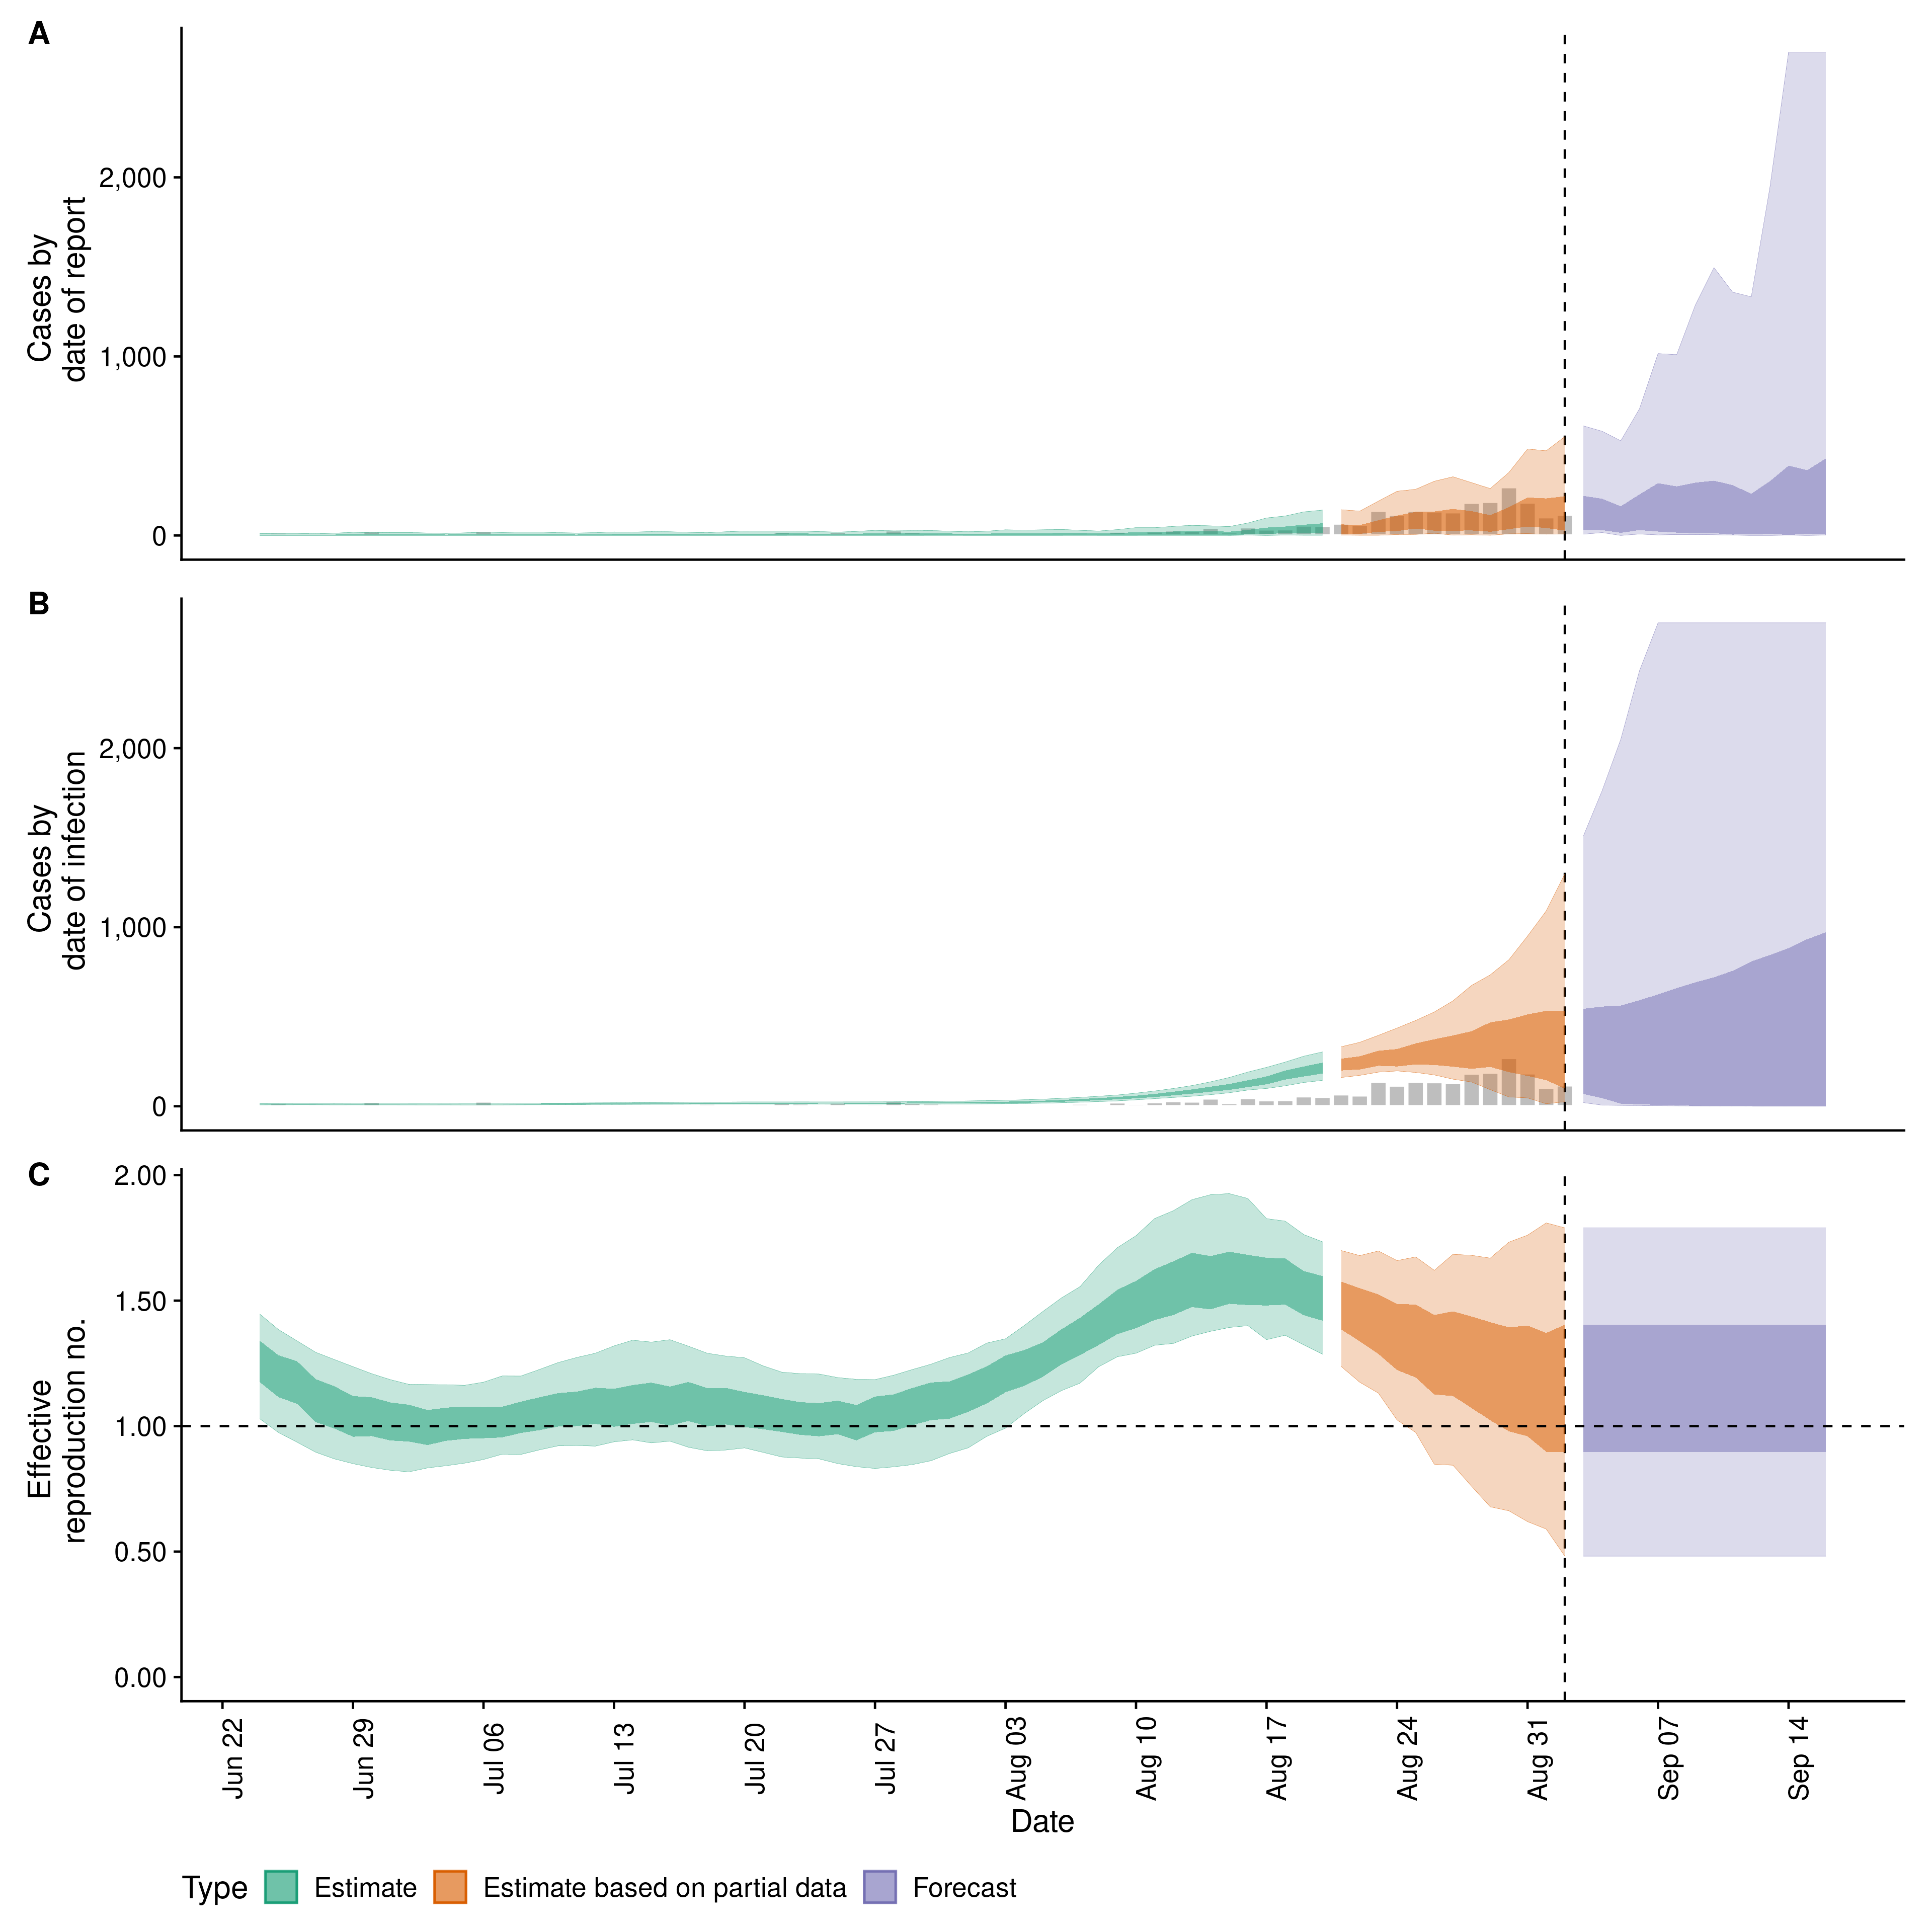 A
Cases by
date of report
2,000
1,000
0
B
Cases by
date of infection
2,000
1,000
0
C
Effective
reproduction no.
2.00
1.50
1.00
0.50
0.00
Jun 22
Jun 29
Jul 06
Jul 13
Jul 20
Jul 27
Aug 03
Aug 10
Aug 17
Aug 24
Aug 31
Sep 07
Sep 14
Date
Type Estimate Estimate based on partial data Forecast